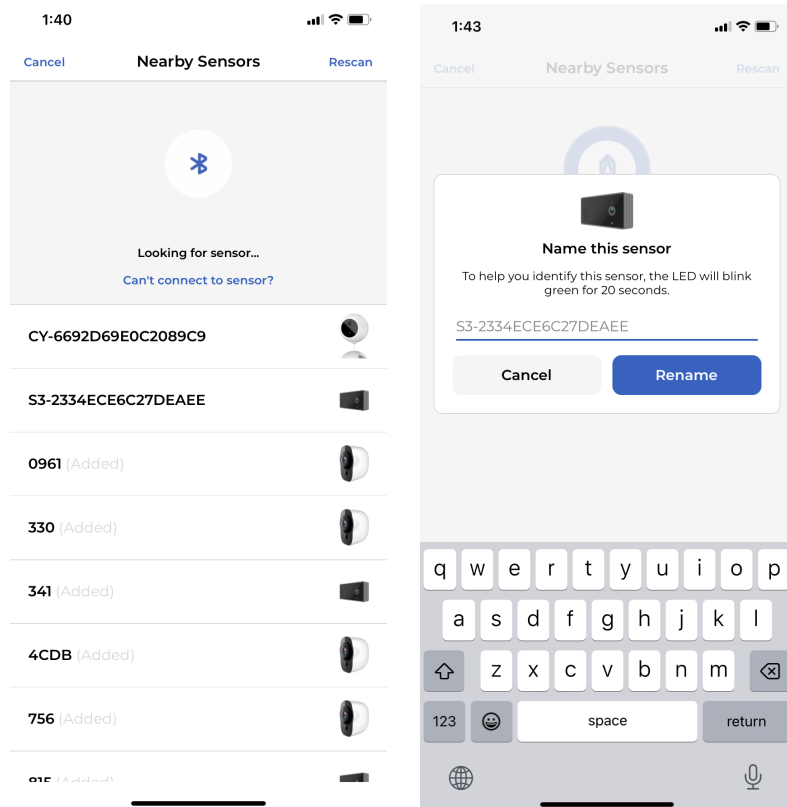 1:40
Cancel
Nearby Sensors
Rescan
Looking for sensor...
Can't connect to sensor?
CY-6692D69E0C2089C9
S3-2334ECE6C27DEAEE
0961 (Added)
330 (Added)
341 (Added)
4CDB (Added)
756 (Added)
815 (Added)
1:43
Cancel
Nearby Sensors
Rescan
Name this sensor
To help you identify this sensor, the LED will blink
green for 20 seconds.
S3-2334ECE6C27DEAEE
Cancel
Rename
q w e r t y u i o p
a s d f g h j k l
z x c v b n m
123
space
return